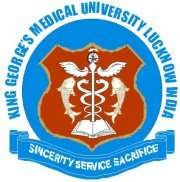 KING GEORGE'S MEDICAL UNIVERSITY LUCKNOW INDIA
SINCERITY SERVICE SACRIFICE